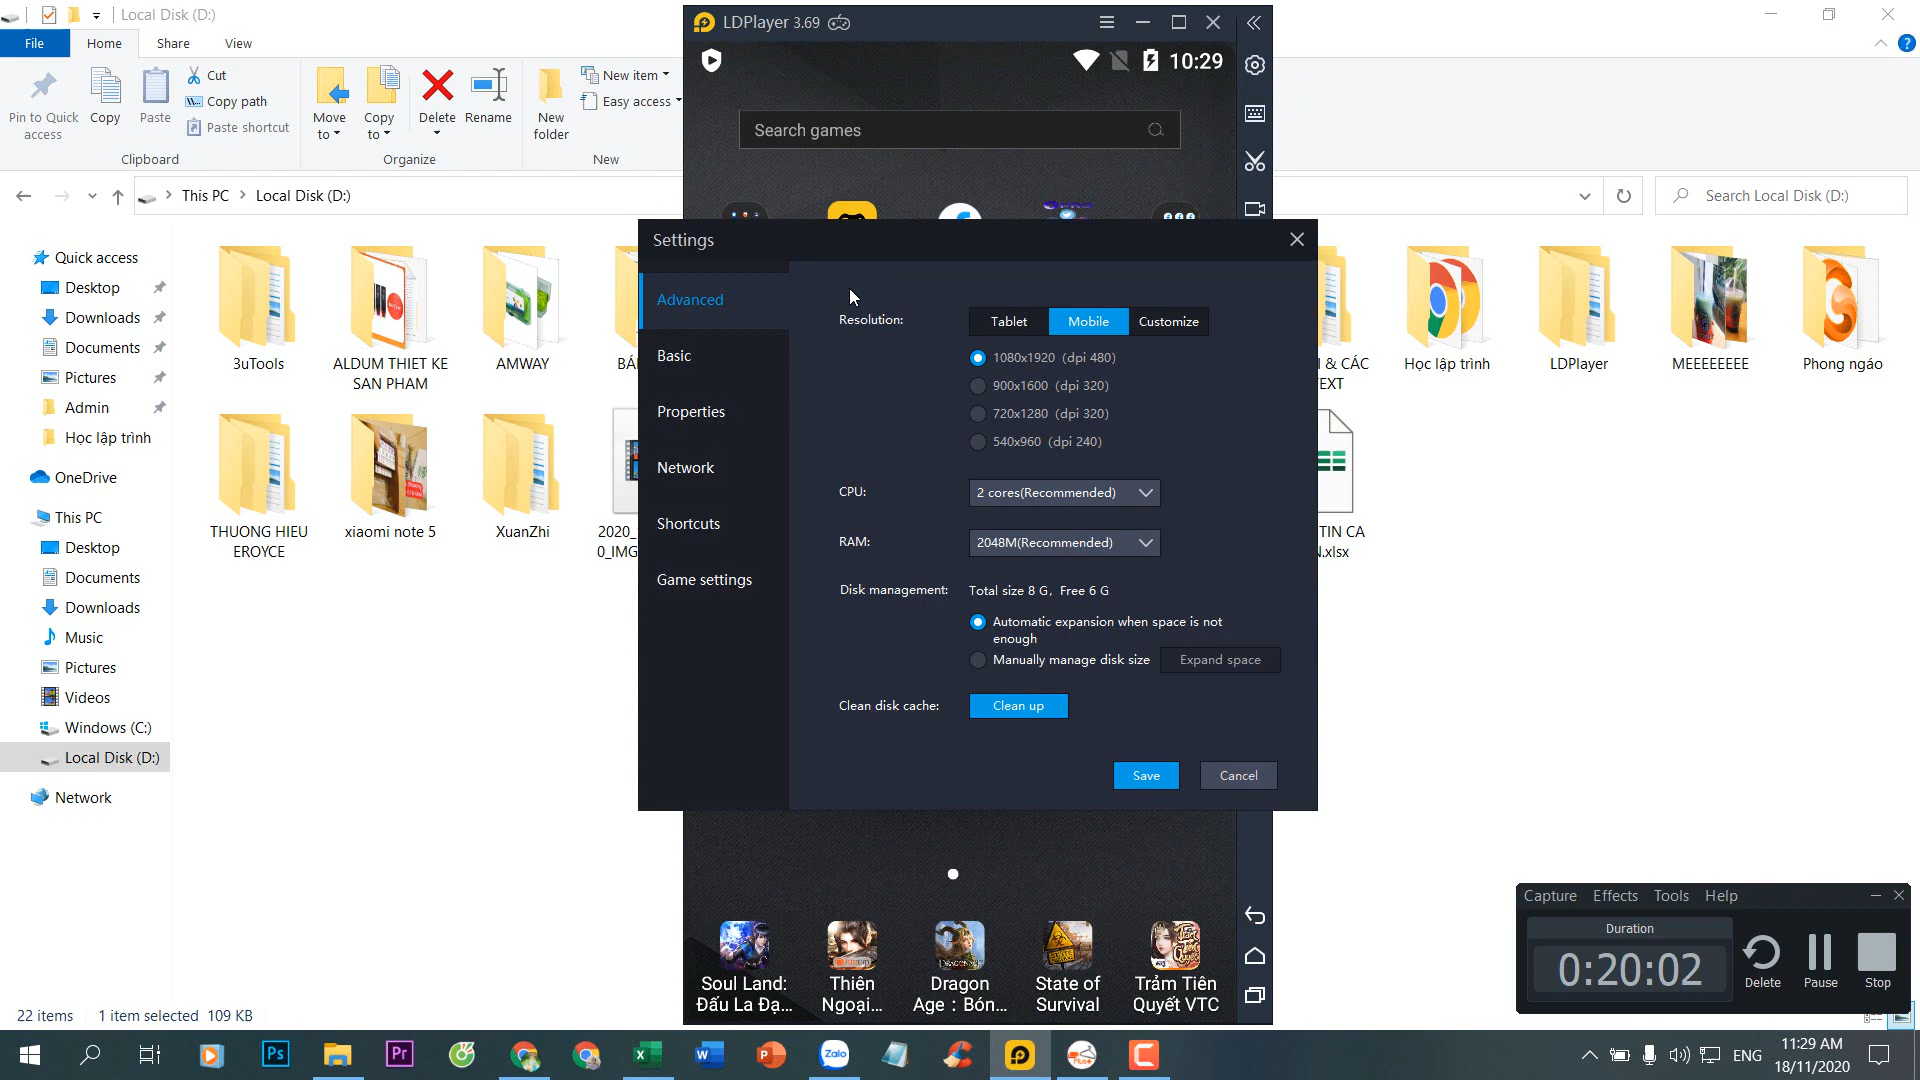 Local Disk (D:)
File
Home
Share
View
Pin to Quick
access
Copy
Paste
Cut
Copy path
Paste shortcut
Clipboard
Move
to
Copy
to
Delete
Rename
Organize
New
folder
New item
Easy access
New
This PC
Local Disk (D:)
Search Local Disk (D:)
LDPlayer 3.69
10:29
Search games
Quick access
Desktop
Downloads
Documents
Pictures
Admin
Học lập trình
OneDrive
This PC
Desktop
Documents
Downloads
Music
Pictures
Videos
Windows (C:)
Local Disk (D:)
Network
3uTools
ALDUM THIET KE
SAN PHAM
AMWAY
I & CÁC
Học lập trình
LDPlayer
MEEEEEEEE
Phong ngáo
THUONG HIEU
EROYCE
xiaomi note 5
XuanZhi
2020_
0_IMG
TIN CA
N.xlsx
Settings
Advanced
Basic
Properties
Network
Shortcuts
Game settings
Resolution:
Tablet
Mobile
Customize
1080x1920 (dpi 480)
900x1600 (dpi 320)
720x1280 (dpi 320)
540x960 (dpi 240)
CPU:
2 cores(Recommended)
RAM:
2048M(Recommended)
Disk management:
Total size 8 G, Free 6 G
Automatic expansion when space is not
enough
Manually manage disk size
Expand space
Clean disk cache:
Clean up
Save
Cancel
Soul Land:
Đấu La Đạ...
Thiên
Ngoại...
Dragon
Age : Bón...
State of
Survival
Trảm Tiên
Quyết VTC
Capture
Effects
Tools
Help
Duration
0:20:02
Delete
Pause
Stop
22 items
1 item selected 109 KB
Ps
Pr
Zalo
ENG
11:29 AM
18/11/2020